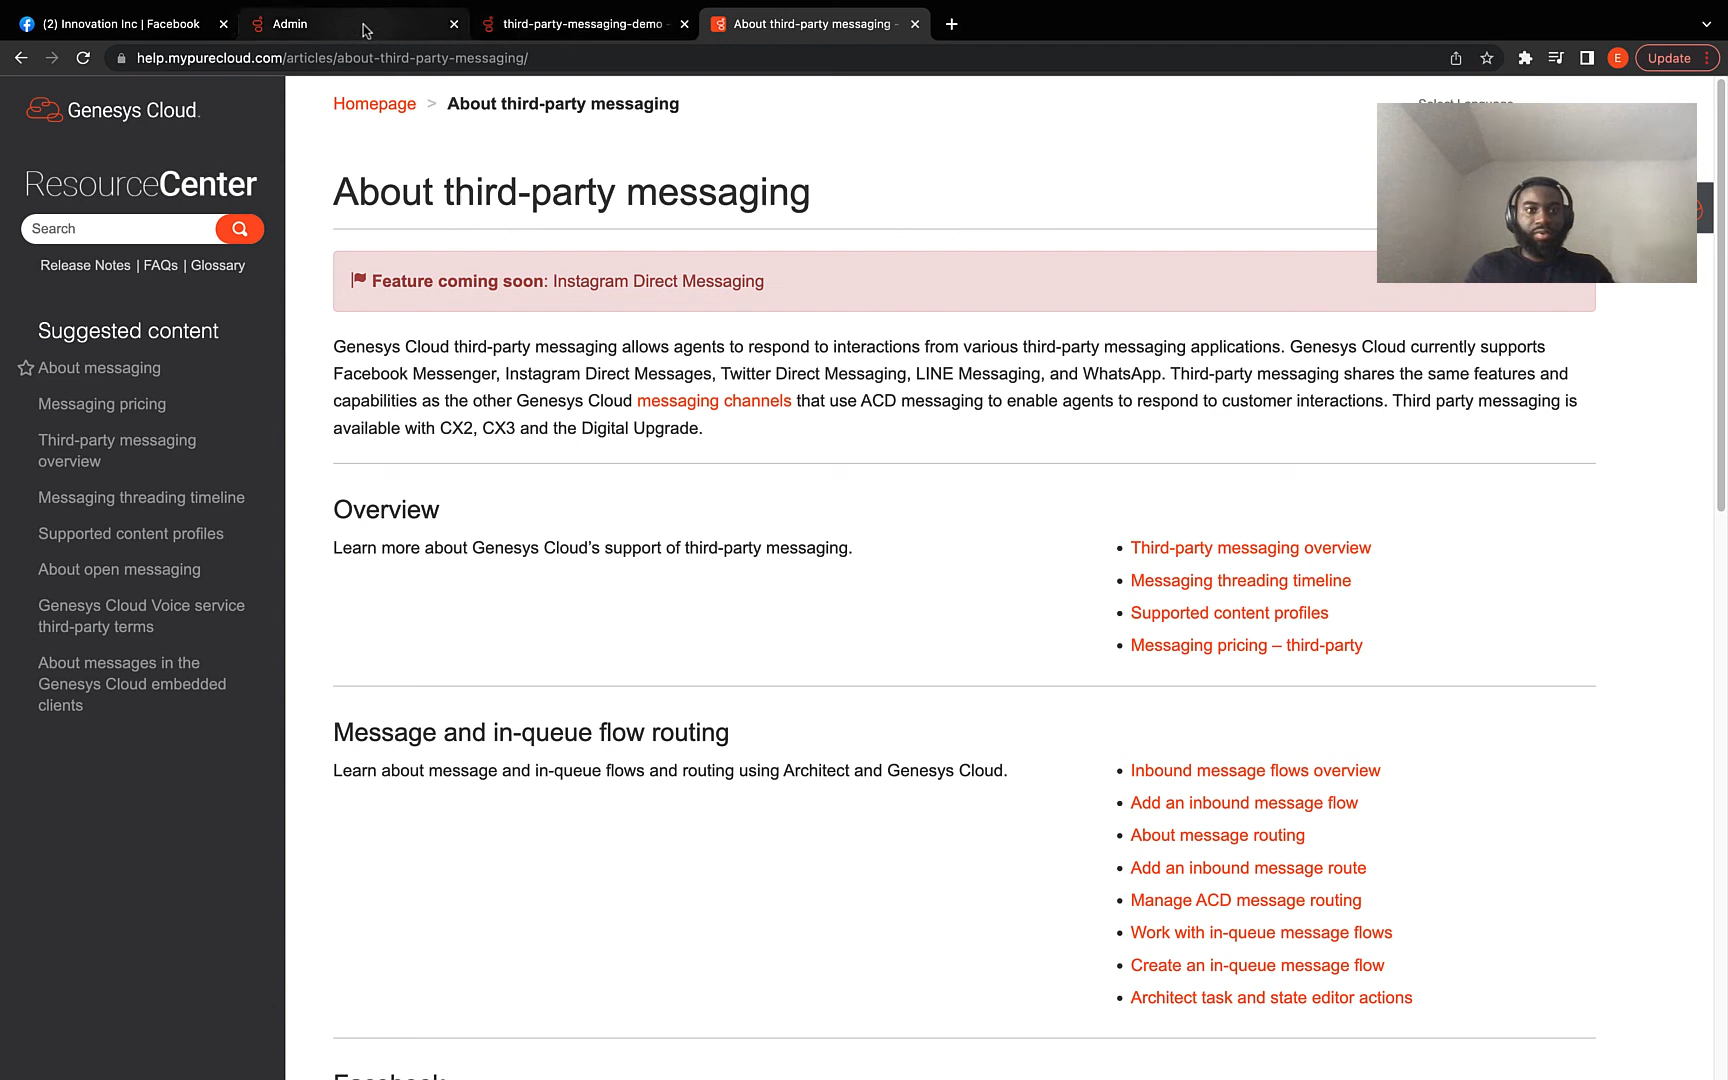 (2) Innovation Inc | Facebook
Admin
third-party-messaging-demo
About third-party messaging -
help.mypurecloud.com/articles/about-third-party-messaging/
E
Update
Genesys Cloud
ResourceCenter
Search
Release Notes | FAQs | Glossary
Suggested content
About messaging
Messaging pricing
Third-party messaging
overview
Messaging threading timeline
Supported content profiles
About open messaging
Genesys Cloud Voice service
third-party terms
About messages in the
Genesys Cloud embedded
clients
Homepage > About third-party messaging
Select Language
About third-party messaging
Feature coming soon: Instagram Direct Messaging
Genesys Cloud third-party messaging allows agents to respond to interactions from various third-party messaging applications. Genesys Cloud currently supports
Facebook Messenger, Instagram Direct Messages, Twitter Direct Messaging, LINE Messaging, and WhatsApp. Third-party messaging shares the same features and
capabilities as the other Genesys Cloud messaging channels that use ACD messaging to enable agents to respond to customer interactions. Third party messaging is
available with CX2, CX3 and the Digital Upgrade.
Overview
Learn more about Genesys Cloud's support of third-party messaging.
• Third-party messaging overview
• Messaging threading timeline
• Supported content profiles
• Messaging pricing – third-party
Message and in-queue flow routing
Learn about message and in-queue flows and routing using Architect and Genesys Cloud.
• Inbound message flows overview
• Add an inbound message flow
• About message routing
• Add an inbound message route
• Manage ACD message routing
• Work with in-queue message flows
• Create an in-queue message flow
• Architect task and state editor actions
Facebook